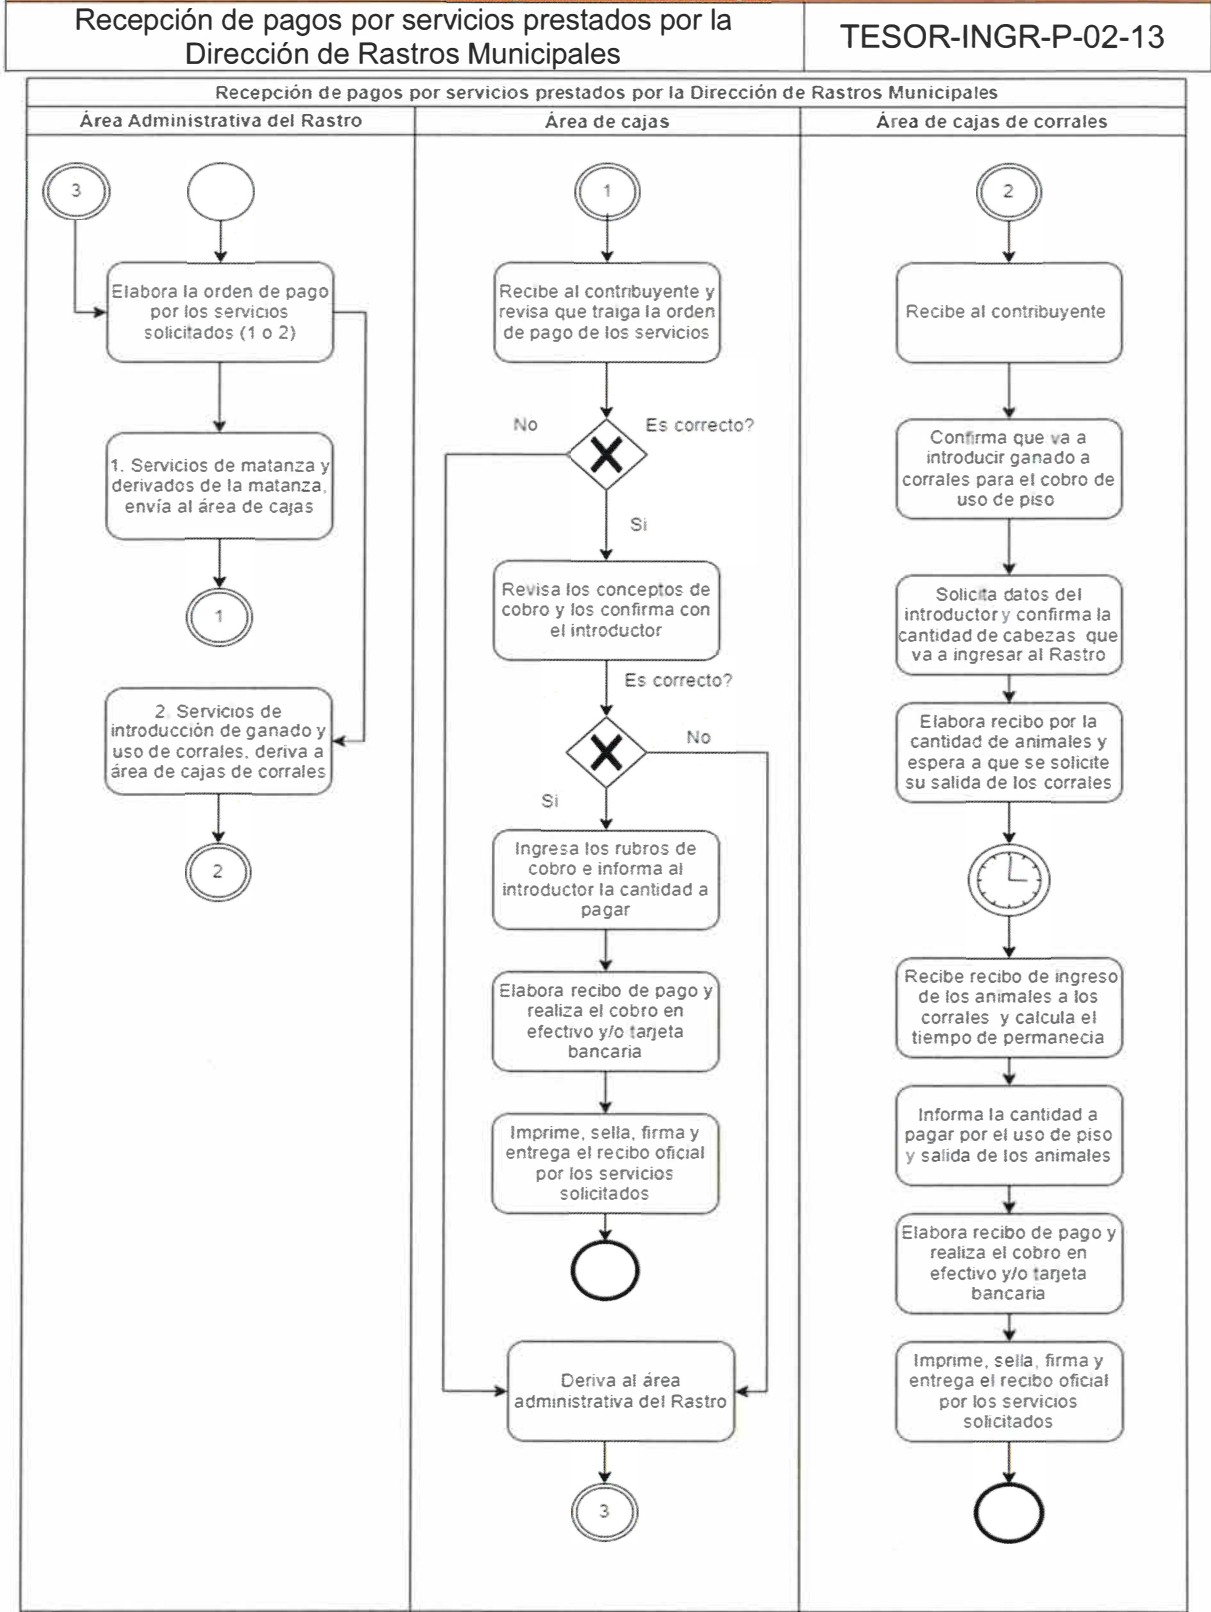 Recepción de pagos por servicios prestados por la
Dirección de Rastros Municipales
TESOR-INGR-P-02-13
Recepción de pagos por servicios prestados por la Dirección de Rastros Municipales
Área Administrativa del Rastro
Área de cajas
Área de cajas de corrales
3
Elabora la orden de pago
por los servicios
solicitados (1 o 2)
1. Servicios de matanza y
derivados de la matanza,
envía al área de cajas
1
2. Servicios de
introducción de ganado y
uso de corrales, deriva a
área de cajas de corrales
2
1
Recibe al contribuyente y
revisa que traiga la orden
de pago de los servicios
No
Es correcto?
Si
Revisa los conceptos de
cobro y los confirma con
el introductor
Es correcto?
No
Si
Ingresa los rubros de
cobro e informa al
introductor la cantidad a
pagar
Elabora recibo de pago y
realiza el cobro en
efectivo y/o tarjeta
bancaria
Imprime, sella, firma y
entrega el recibo oficial
por los servicios
solicitados
Deriva al área
administrativa del Rastro
3
2
Recibe al contribuyente
Confirma que va a
introducir ganado a
corrales para el cobro de
uso de piso
Solicita datos del
introductor y confirma la
cantidad de cabezas que
va a ingresar al Rastro
Elabora recibo por la
cantidad de animales y
espera a que se solicite
su salida de los corrales
Recibe recibo de ingreso
de los animales a los
corrales y calcula el
tiempo de permanecia
Informa la cantidad a
pagar por el uso de piso
y salida de los animales
Elabora recibo de pago y
realiza el cobro en
efectivo y/o tarjeta
bancaria
Imprime, sella, firma y
entrega el recibo oficial
por los servicios
solicitados